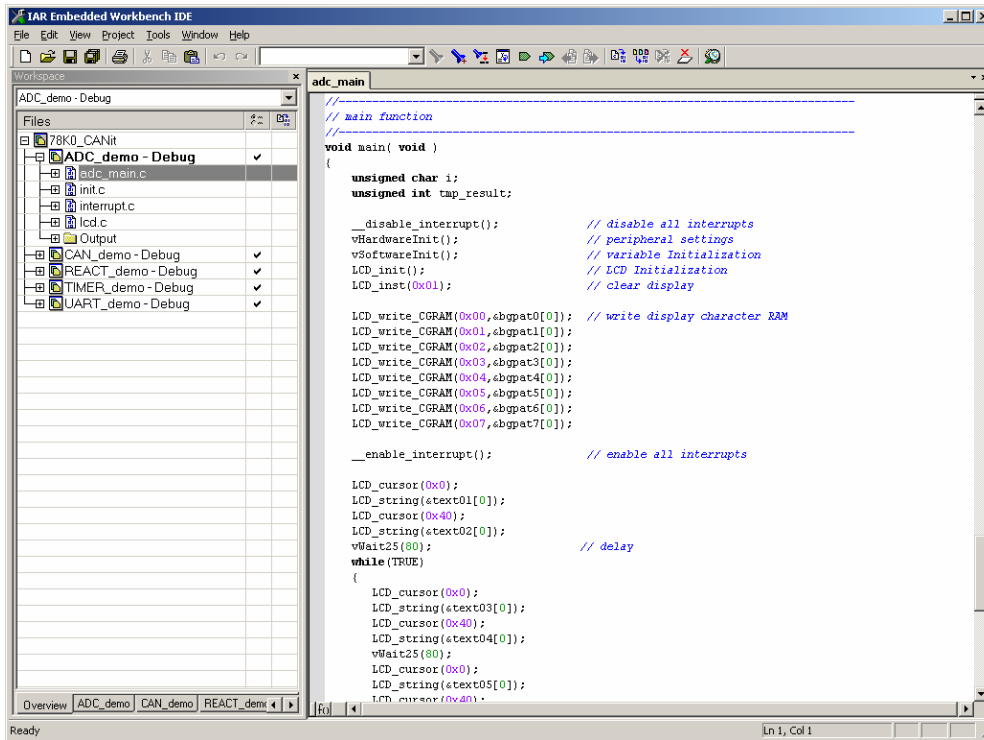 IAR Embedded Workbench IDE
File Edit View Project Tools Window Help
Workspace
ADC_demo - Debug
Files
78K0_CANit
ADC_demo - Debug
adc_main.c
init.c
interrupt.c
lcd.c
Output
CAN_demo - Debug
REACT_demo - Debug
TIMER_demo - Debug
UART_demo - Debug
Overview ADC_demo CAN_demo REACT_demo
adc_main
//-----------------------------------------------------------------------------
// main function
//-----------------------------------------------------------------------------
void main( void )
{
unsigned char i;
unsigned int tmp_result;
__disable_interrupt(); // disable all interrupts
vHardwareInit(); // peripheral settings
vSoftwareInit(); // variable Initialization
LCD_init(); // LCD Initialization
LCD_inst(0x01); // clear display
LCD_write_CGRAM(0x00,&bgpat0[0]); // write display character RAM
LCD_write_CGRAM(0x01,&bgpat1[0]);
LCD_write_CGRAM(0x02,&bgpat2[0]);
LCD_write_CGRAM(0x03,&bgpat3[0]);
LCD_write_CGRAM(0x04,&bgpat4[0]);
LCD_write_CGRAM(0x05,&bgpat5[0]);
LCD_write_CGRAM(0x06,&bgpat6[0]);
LCD_write_CGRAM(0x07,&bgpat7[0]);
__enable_interrupt(); // enable all interrupts
LCD_cursor(0x0);
LCD_string(&text01[0]);
LCD_cursor(0x40);
LCD_string(&text02[0]);
vWait25(80); // delay
while(TRUE)
{
LCD_cursor(0x0);
LCD_string(&text03[0]);
LCD_cursor(0x40);
LCD_string(&text04[0]);
vWait25(80);
LCD_cursor(0x0);
LCD_string(&text05[0]);
LCD_cursor(0x40);
Ready
Ln 1, Col 1